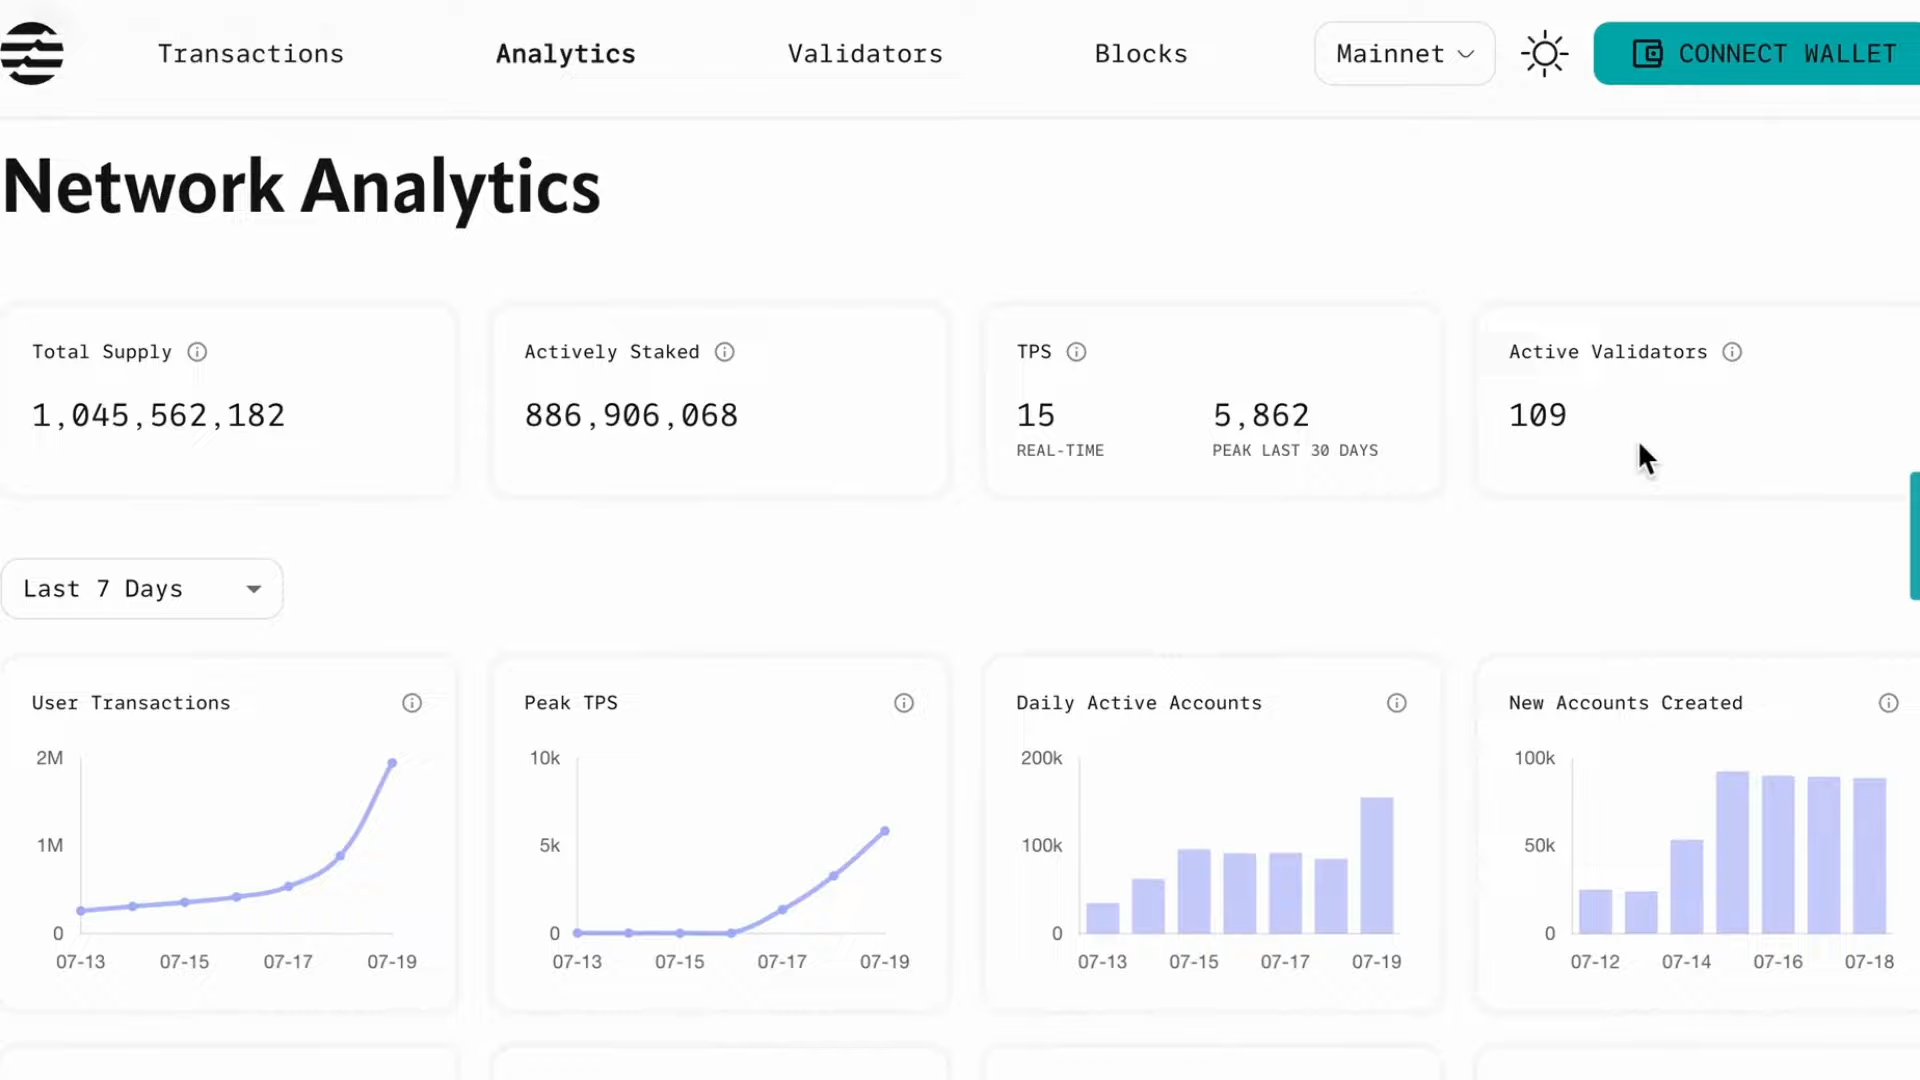 Transactions
Analytics
Validators
Blocks
Mainnet
CONNECT WALLET
Network Analytics
Total Supply
1,045,562,182
Actively Staked
886,906,068
TPS
15
REAL-TIME
5,862
PEAK LAST 30 DAYS
Active Validators
109
Last 7 Days
User Transactions
2M
1M
0
07-13 07-15 07-17 07-19
Peak TPS
10k
5k
0
07-13 07-15 07-17 07-19
Daily Active Accounts
200k
100k
0
07-13 07-15 07-17 07-19
New Accounts Created
100k
50k
0
07-12 07-14 07-16 07-18